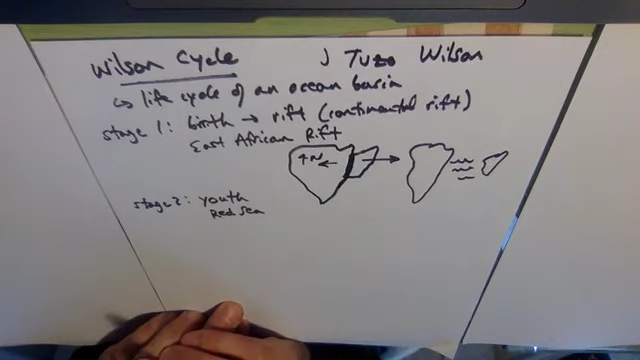 Wilson Cycle J Tuzo Wilson
↳ life cycle of an ocean basin
stage 1: birth → rift (continental rift)
East African Rift
↑N
stage 2: youth
Red Sea